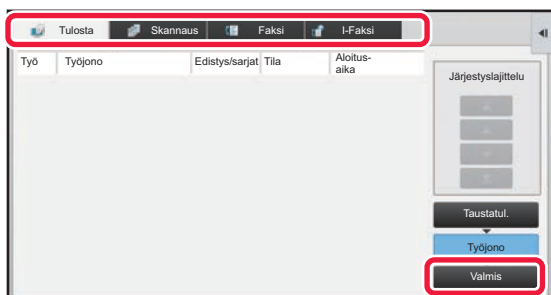 Tulosta Skannaus Faksi I-Faksi
Työ Työjono Edistys/sarjat Tila Aloitus-
aika
Järjestyslajittelu
Taustatul.
Työjono
Valmis